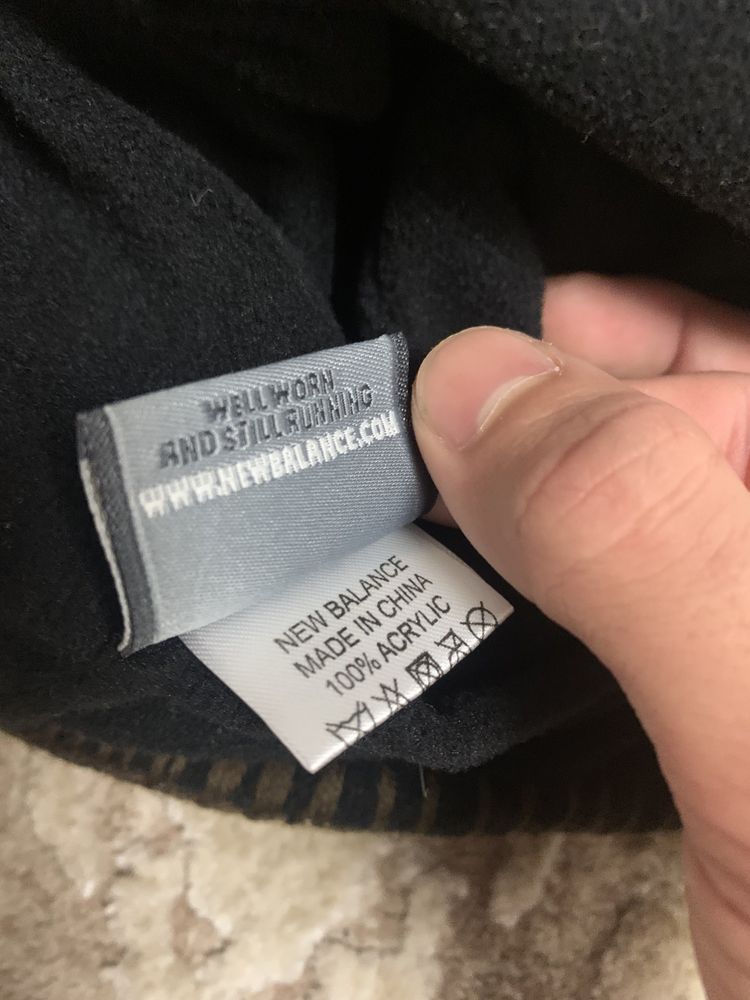 WELL WORN
AND STILL RUNNING
WWW.NEWBALANCE.COM
NEW BALANCE
MADE IN CHINA
100% ACRYLIC